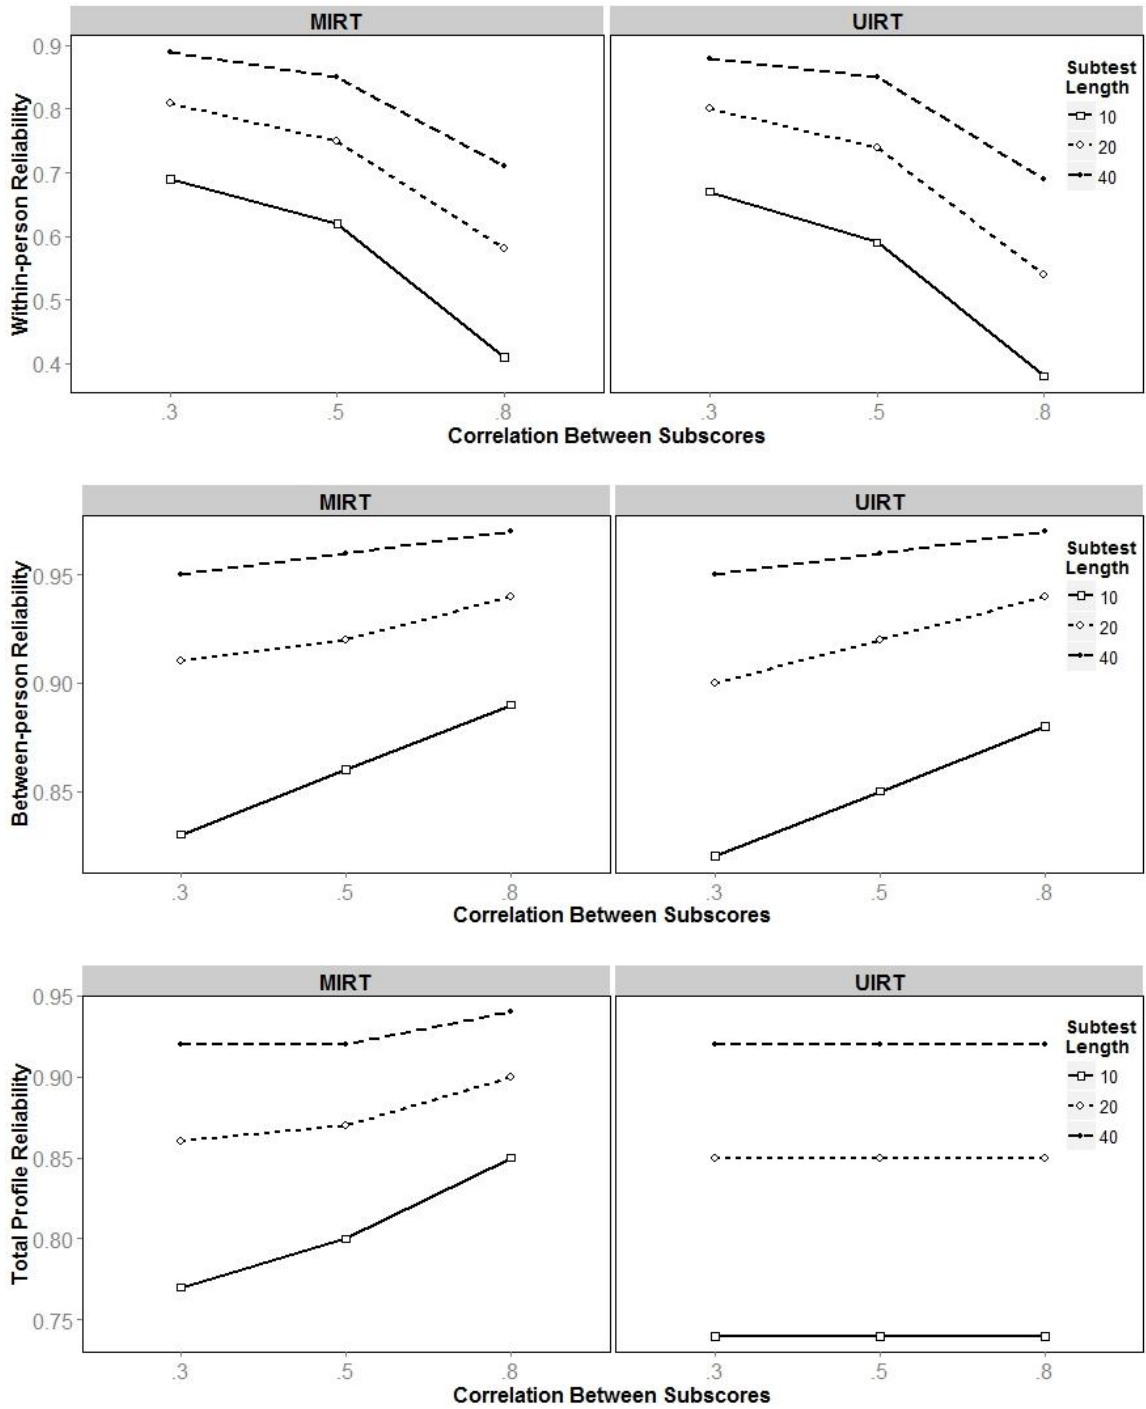 MIRT
UIRT
Within-person Reliability
0.9
0.8
0.7
0.6
0.5
0.4
.3
.5
.8
.3
.5
.8
Correlation Between Subscores
Subtest
Length
10
20
40
MIRT
UIRT
Between-person Reliability
0.95
0.90
0.85
.3
.5
.8
.3
.5
.8
Correlation Between Subscores
Subtest
Length
10
20
40
MIRT
UIRT
Total Profile Reliability
0.95
0.90
0.85
0.80
0.75
.3
.5
.8
.3
.5
.8
Correlation Between Subscores
Subtest
Length
10
20
40